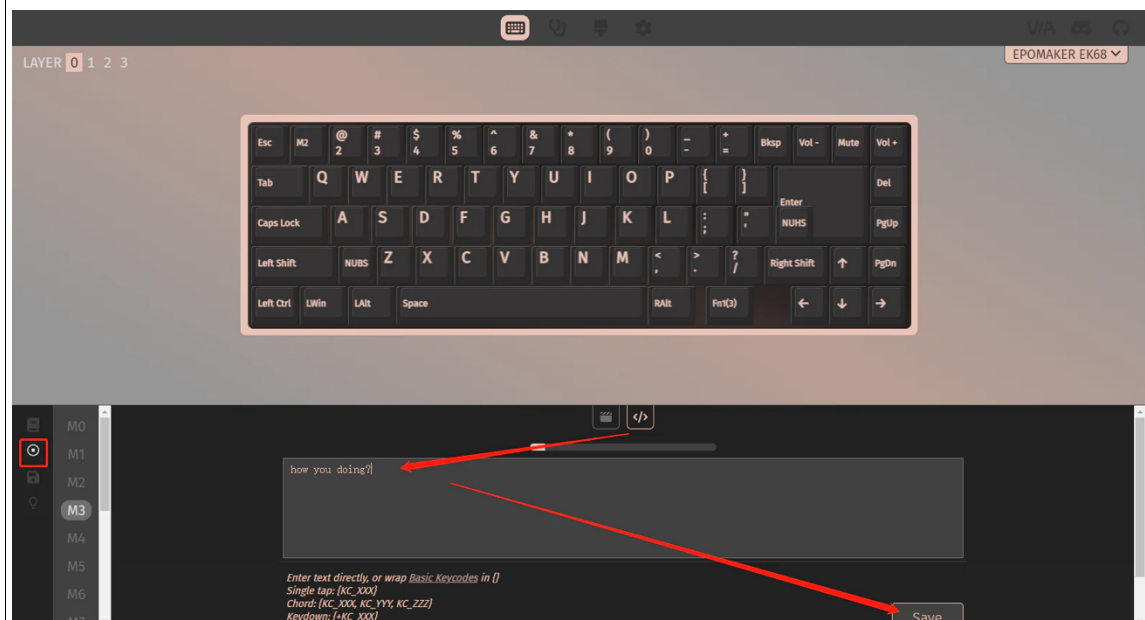 VIA
LAYER 0 1 2 3
EPOMAKER EK68
Esc M2 @ 2 # 3 $ 4 % 5 ^ 6 & 7 * 8 ( 9 ) 0 _ - + = Bksp Vol - Mute Vol +
Tab Q W E R T Y U I O P { [ } ] Del
Enter
Caps Lock A S D F G H J K L : ; " ' NUHS PgUp
Left Shift NUBS Z X C V B N M < , > . ? / Right Shift ↑ PgDn
Left Ctrl LWin LAlt Space RAlt Fn1(3) ← ↓ →
M0
</>
M1
how you doing?
M2
M3
M4
M5
Enter text directly, or wrap Basic Keycodes in {}
M6
Single tap: {KC_XXX}
Chord: {KC_XXX, KC_YYY, KC_ZZZ}
Keydown: {+KC_XXX}
Save
M7